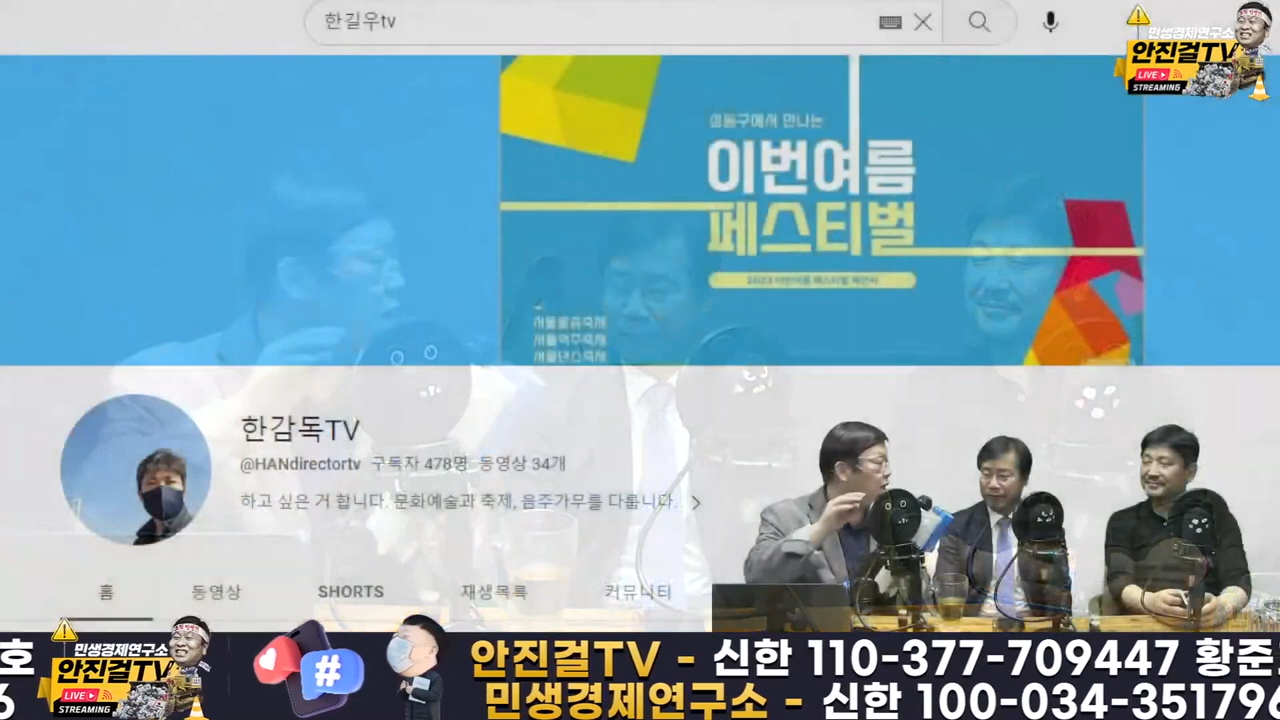 한길우tv
민생경제연구소
안진걸TV
LIVE
STREAMING
성동구에서 만나는
이번여름
페스티벌
한감독TV
@HANdirectortv 구독자 478명 동영상 34개
하고 싶은 거 합니다. 문화예술과 축제, 음주가무를 다룹니다.
홈 동영상 SHORTS 재생목록 커뮤니티
호
6
민생경제연구소
안진걸TV
LIVE
STREAMING
#
안진걸TV - 신한 110-377-709447 황준
민생경제연구소 - 신한 100-034-351796